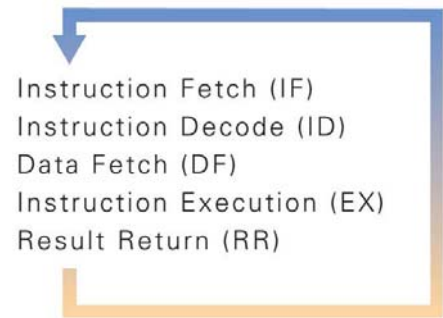 Instruction Fetch (IF)
Instruction Decode (ID)
Data Fetch (DF)
Instruction Execution (EX)
Result Return (RR)